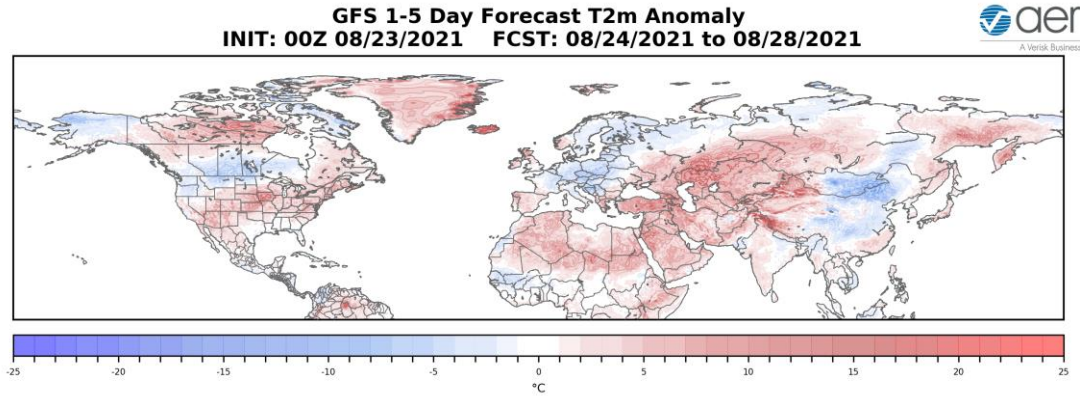 GFS 1-5 Day Forecast T2m Anomaly
INIT: 00Z 08/23/2021 FCST: 08/24/2021 to 08/28/2021
aer
A Verisk Business
-25 -20 -15 -10 -5 0 5 10 15 20 25
°C